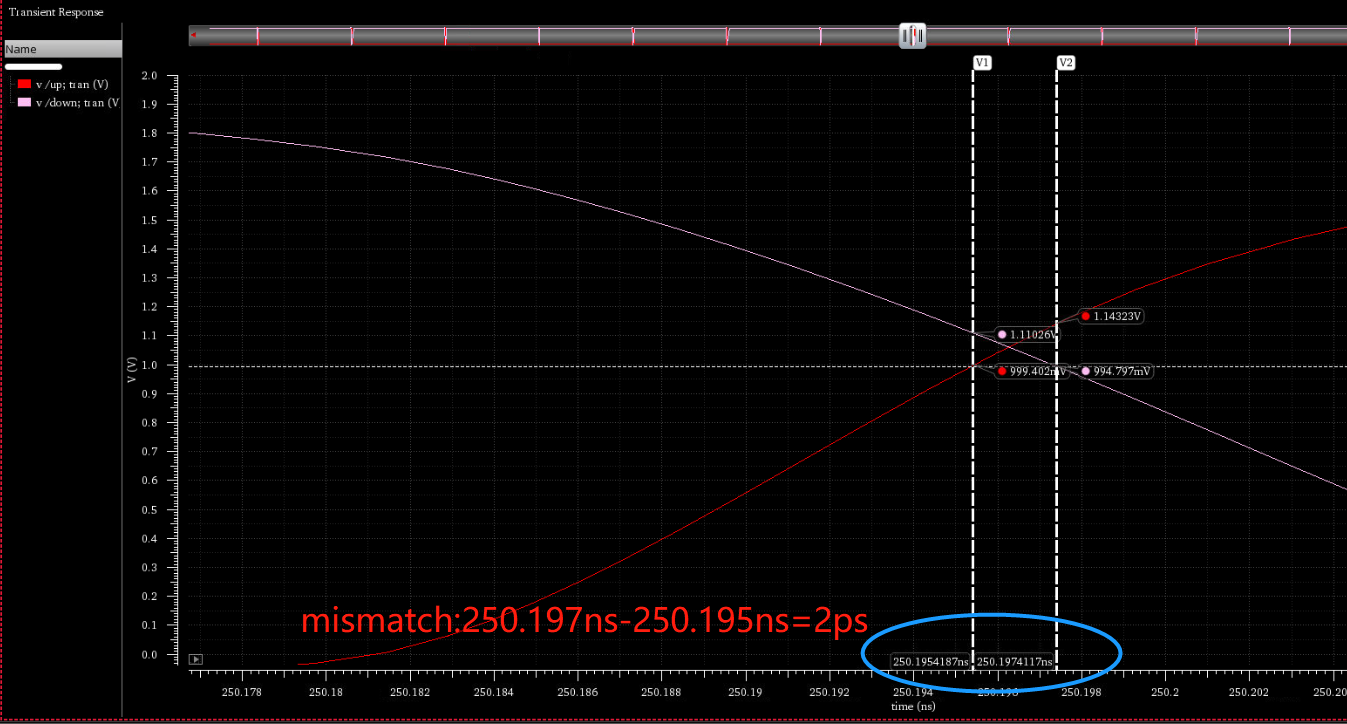 Transient Response
Name
v /up; tran (V)
v /down; tran (V
V1
V2
2.0
1.9
1.8
1.7
1.6
1.5
1.4
1.3
1.2
1.1
1.0
0.9
0.8
0.7
0.6
0.5
0.4
0.3
0.2
0.1
0.0
V (V)
1.14323V
1.11026V
999.402mV
994.797mV
mismatch:250.197ns-250.195ns=2ps
250.1954187ns
250.1974117ns
250.178
250.18
250.182
250.184
250.186
250.188
250.19
250.192
250.194
250.196
250.198
250.2
250.202
250.20
time (ns)